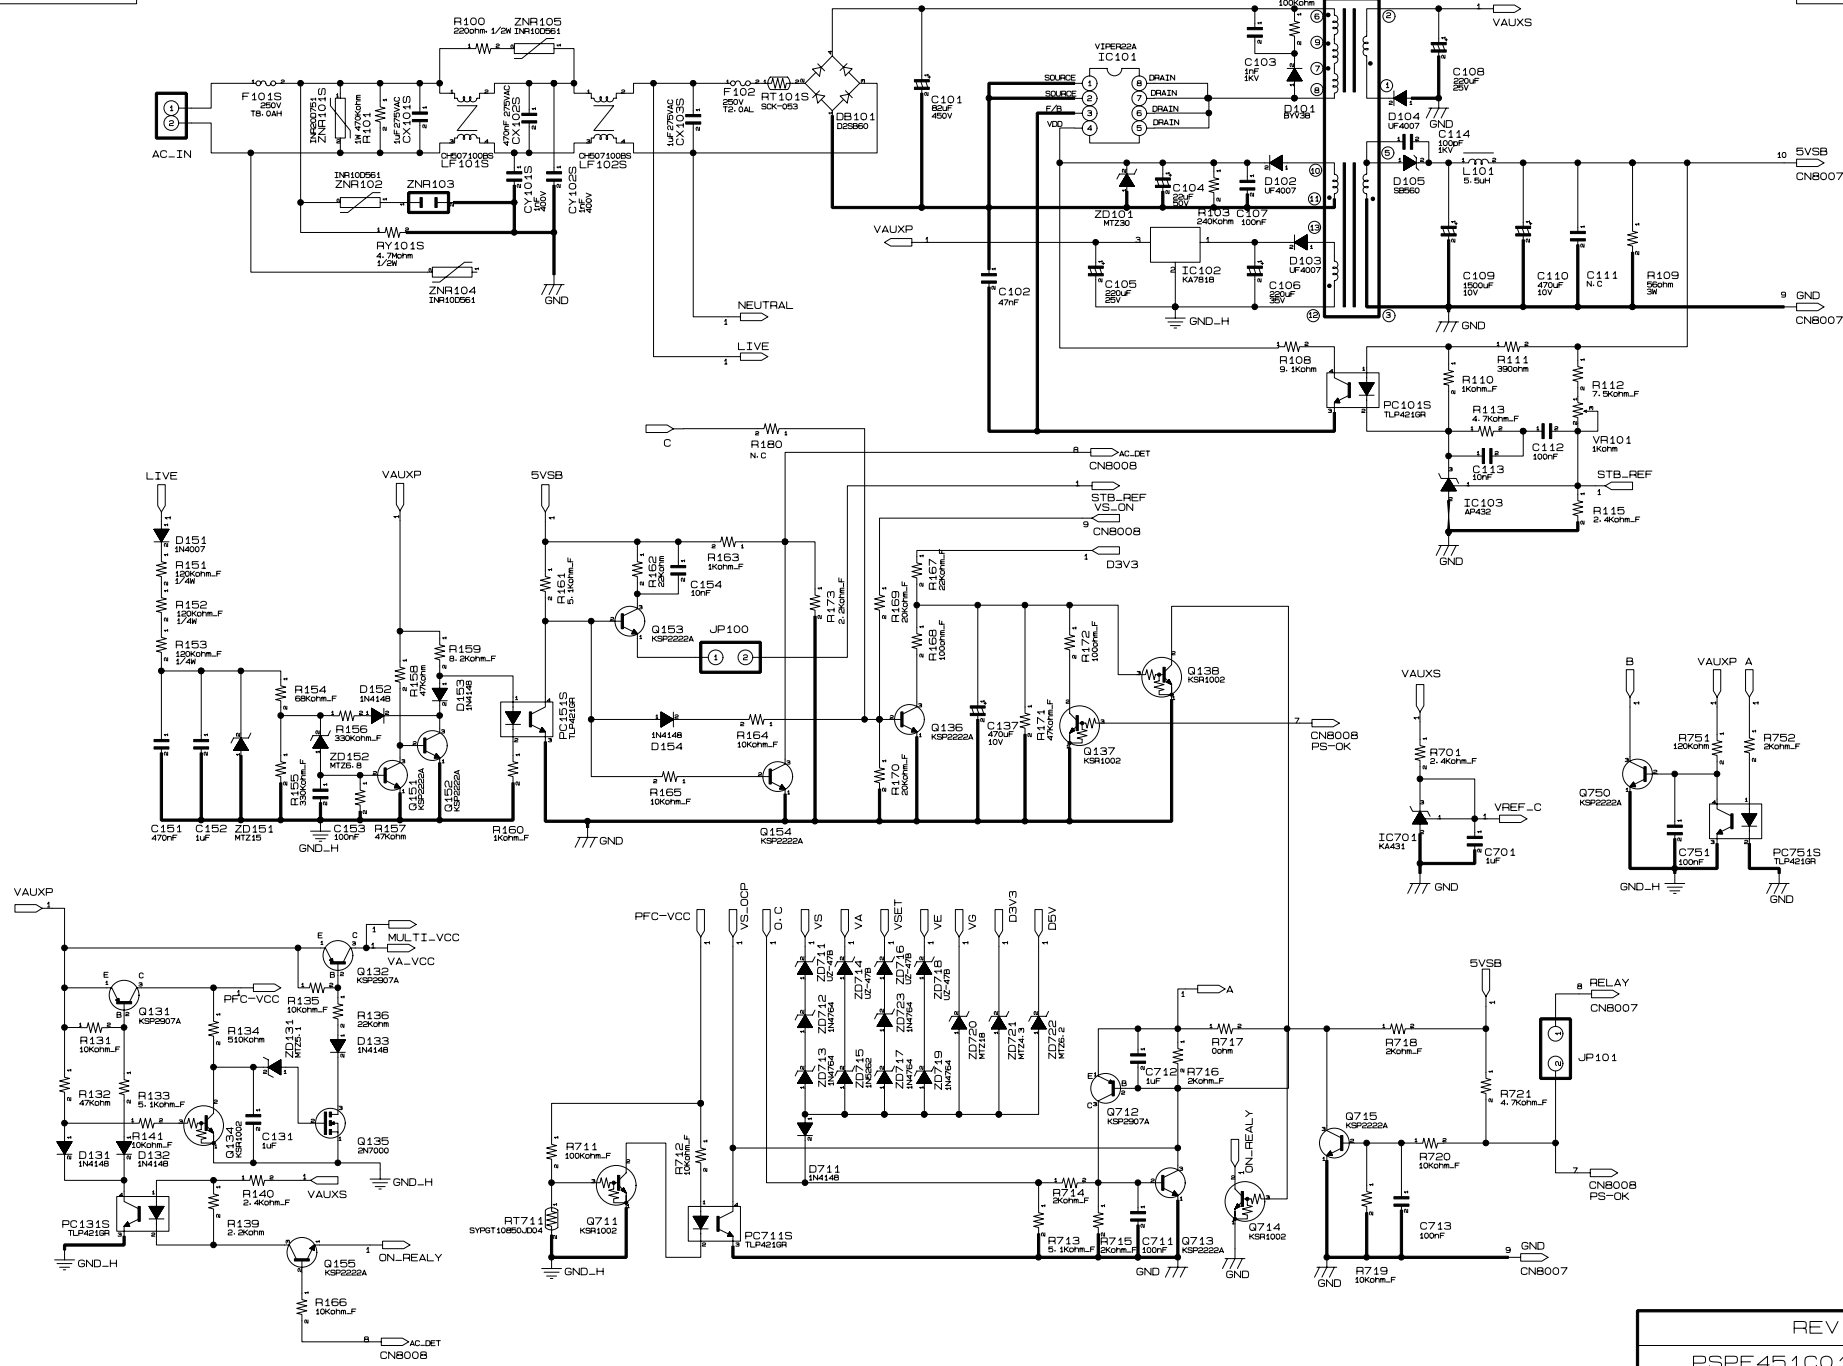 R100
220ohm, 1/2W
ZNR105
INR10D561
F101S
250V
T8.0AH
AC_IN
INR20D751
ZNR101S
1W 470Kohm
R101
1uF 275VAC
CX101S
CH507100BS
LF101S
470nF 275VAC
CX102S
CH507100BS
LF102S
1uF 275VAC
CX103S
F102
250V
T2.0AL
RT101S
SCK-053
DB101
D2SB60
INR10D561
ZNR102
ZNR103
CY101S
1nF
400V
CY102S
1nF
400V
RY101S
4.7Mohm
1/2W
ZNR104
INR10D561
GND
NEUTRAL
LIVE
C101
82uF
450V
VIPER22A
IC101
SOURCE
SOURCE
F/B
VDD
DRAIN
DRAIN
DRAIN
DRAIN
100Kohm
C103
1nF
1KV
D101
BYV38
VAUXS
C108
220uF
25V
D104
UF4007
GND
C114
100pF
1KV
D105
SB560
L101
5.5uH
10
5VSB
CN8007
ZD101
MTZ30
C104
22uF
50V
R103
240Kohm
C107
100nF
D102
UF4007
VAUXP
C105
220uF
25V
IC102
KA7818
GND_H
C106
220uF
35V
D103
UF4007
C102
47nF
C109
1500uF
10V
C110
470uF
10V
C111
N.C
R109
56ohm
3W
9
GND
CN8007
GND
R108
9.1Kohm
PC101S
TLP421GR
R110
1Kohm_F
R111
390ohm
R112
7.5Kohm_F
R113
4.7Kohm_F
C112
100nF
C113
10nF
VR101
1Kohm
STB_REF
IC103
AP432
R115
2.4Kohm_F
GND
LIVE
D151
1N4007
R151
120Kohm_F
1/4W
R152
120Kohm_F
1/4W
R153
120Kohm_F
1/4W
C151
470nF
C152
1uF
ZD151
MTZ15
R154
68Kohm_F
R155
330Kohm_F
D152
1N4148
R156
330Kohm_F
ZD152
MTZ6.8
GND_H
C153
100nF
R157
47Kohm
VAUXP
R158
47Kohm
R159
8.2Kohm_F
D153
1N4148
Q151
KSP2222A
Q152
KSP2222A
R160
1Kohm_F
PC151S
TLP421GR
5VSB
R161
5.1Kohm_F
R162
22Kohm
C154
10nF
R163
1Kohm_F
Q153
KSP2222A
JP100
C
R180
N.C
8
AC_DET
CN8008
STB_REF
VS_ON
9
CN8008
D3V3
1N4148
D154
R164
10Kohm_F
R165
10Kohm_F
Q154
KSP2222A
GND
R173
2.2Kohm_F
R169
20Kohm_F
R170
20Kohm_F
R167
22Kohm_F
R168
100ohm_F
Q136
KSP2222A
C137
470uF
10V
R171
47Kohm_F
R172
100ohm_F
Q137
KSR1002
Q138
KSR1002
7
CN8008
PS-OK
VAUXS
R701
2.4Kohm_F
VREF_C
IC701
KA431
C701
1uF
GND
B
VAUXP
A
R751
120Kohm
R752
2Kohm_F
Q750
KSP2222A
C751
100nF
GND_H
PC751S
TLP421GR
GND
VAUXP
E
C
MULTI_VCC
VA_VCC
Q132
KSP2907A
B
E
C
PFC-VCC
B
Q131
KSP2907A
R131
10Kohm_F
R132
47Kohm
R133
5.1Kohm_F
R134
510Kohm
R135
10Kohm_F
R136
22Kohm
D133
1N4148
ZD131
MTZ5.1
R141
10Kohm_F
Q134
KSR1002
C131
1uF
Q135
2N7000
D131
1N4148
D132
1N4148
GND_H
R140
2.4Kohm_F
VAUXS
PC131S
TLP421GR
R139
2.2Kohm
GND_H
Q155
KSP2222A
ON_REALY
R166
10Kohm_F
8
AC_DET
CN8008
PFC-VCC
VS_OCP
O.C
VS
VA
VSET
VE
VG
D3V3
D5V
ZD711
UZ-47B
ZD714
UZ-47B
ZD716
UZ-47B
ZD718
UZ-47B
ZD712
1N4764
ZD723
1N4764
ZD720
MTZ18
ZD721
MTZ4.3
ZD722
MTZ6.2
ZD713
1N4764
ZD715
1N5262
ZD717
1N4764
ZD719
1N4764
R711
100Kohm_F
RT711
SYPGT10850JD04
GND_H
Q711
KSR1002
R712
10Kohm_F
PC711S
TLP421GR
D711
1N4148
R713
5.1Kohm_F
R714
2Kohm_F
R715
2Kohm_F
C711
100nF
Q713
KSP2222A
GND
A
C712
1uF
R716
2Kohm_F
Q712
KSP2907A
R717
0ohm
R718
2Kohm_F
ON_REALY
Q714
KSR1002
GND
5VSB
R721
4.7Kohm_F
Q715
KSP2222A
R720
10Kohm_F
R719
10Kohm_F
C713
100nF
GND
8
RELAY
CN8007
JP101
7
CN8008
PS-OK
9
GND
CN8007
REV